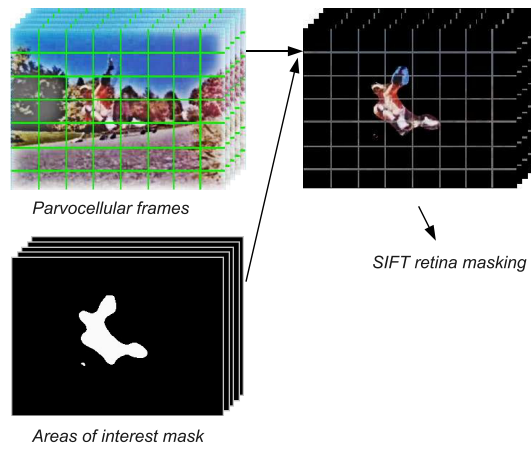 Parvocellular frames
SIFT retina masking
Areas of interest mask